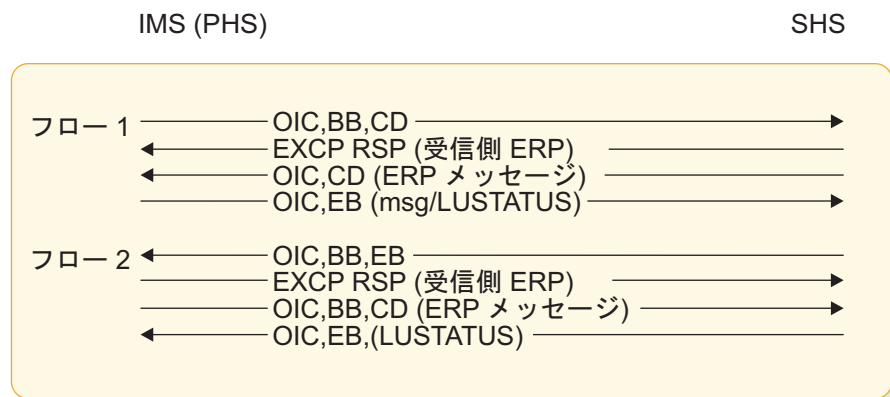 IMS (PHS) SHS
フロー 1 OIC,BB,CD
EXCP RSP (受信側 ERP)
OIC,CD (ERP メッセージ)
OIC,EB (msg/LUSTATUS)
フロー 2 OIC,BB,EB
EXCP RSP (受信側 ERP)
OIC,BB,CD (ERP メッセージ)
OIC,EB,(LUSTATUS)